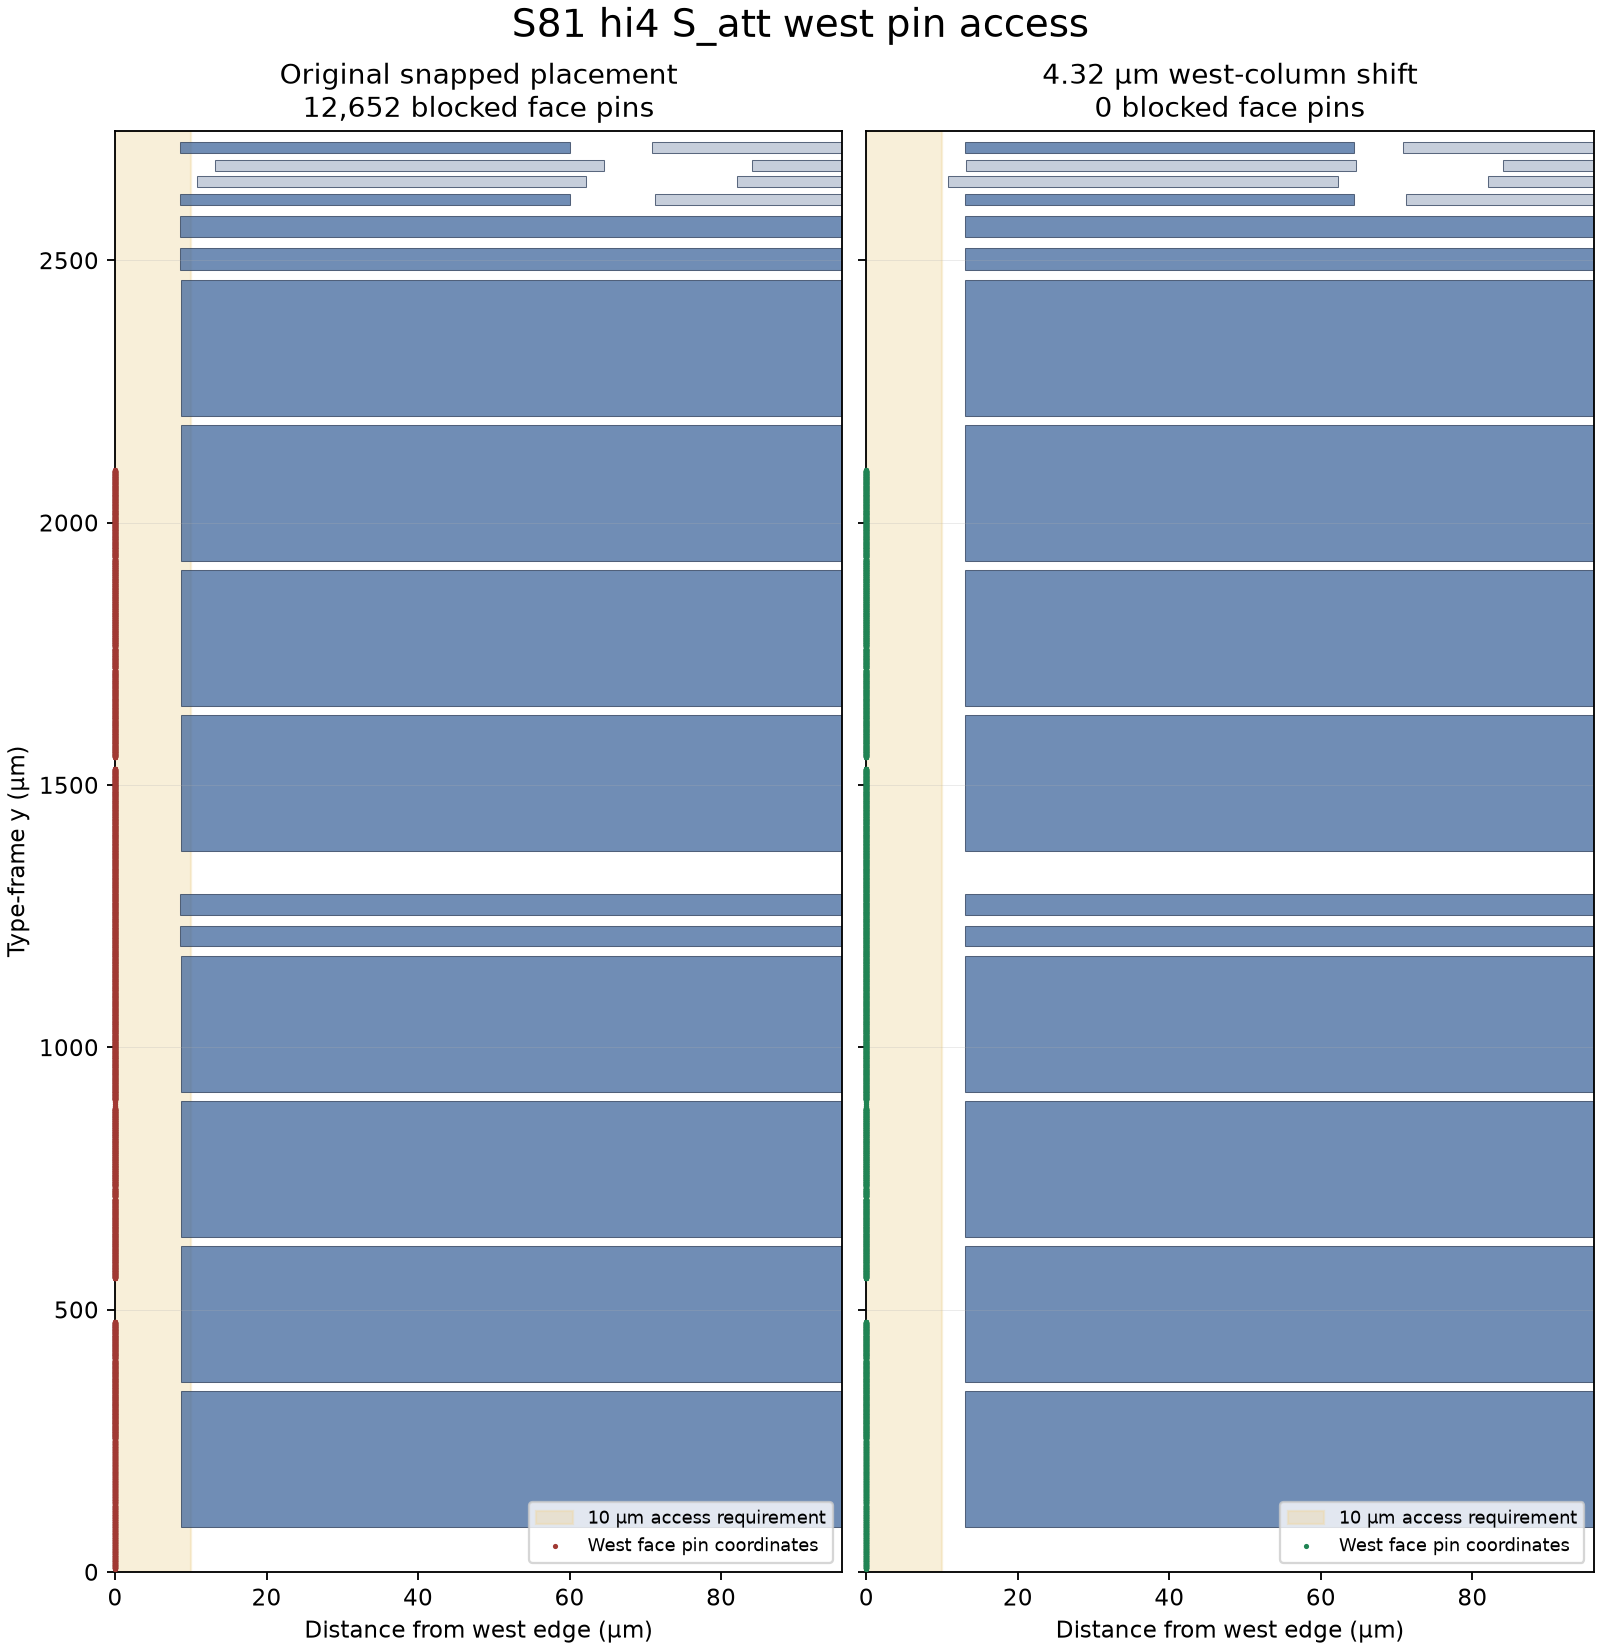 S81 hi4 S_att west pin access
Original snapped placement
12,652 blocked face pins
4.32 µm west-column shift
0 blocked face pins
Type-frame y (µm)
2500
2000
1500
1000
500
0
10 µm access requirement
West face pin coordinates
10 µm access requirement
West face pin coordinates
0 20 40 60 80
0 20 40 60 80
Distance from west edge (µm)
Distance from west edge (µm)